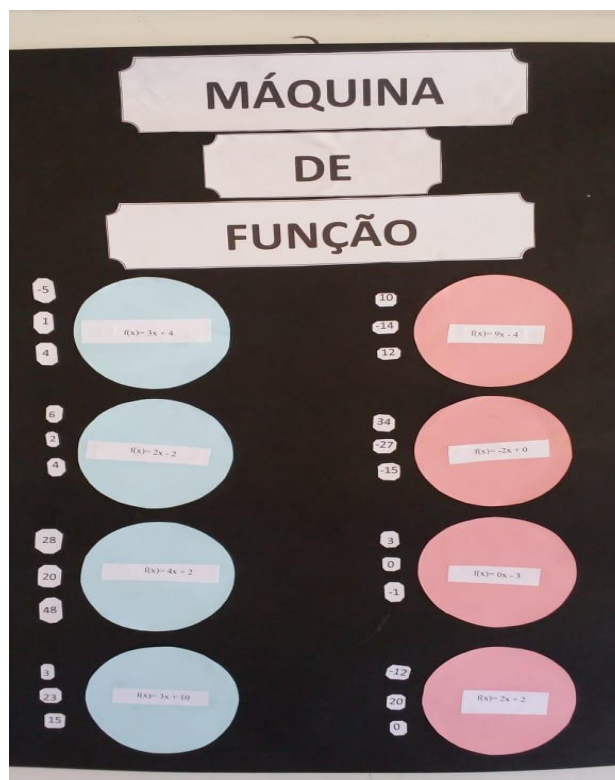 MÁQUINA
DE
FUNÇÃO
-5
1
4
f(x)= 3x + 4
6
2
4
f(x)= 2x - 2
28
20
48
f(x)= 4x + 2
3
23
15
f(x)= 3x + 10
10
-14
12
f(x)= 9x - 4
34
-27
-15
f(x)= -2x + 0
3
0
-1
f(x)= 0x - 3
-12
20
0
f(x)= 2x + 2